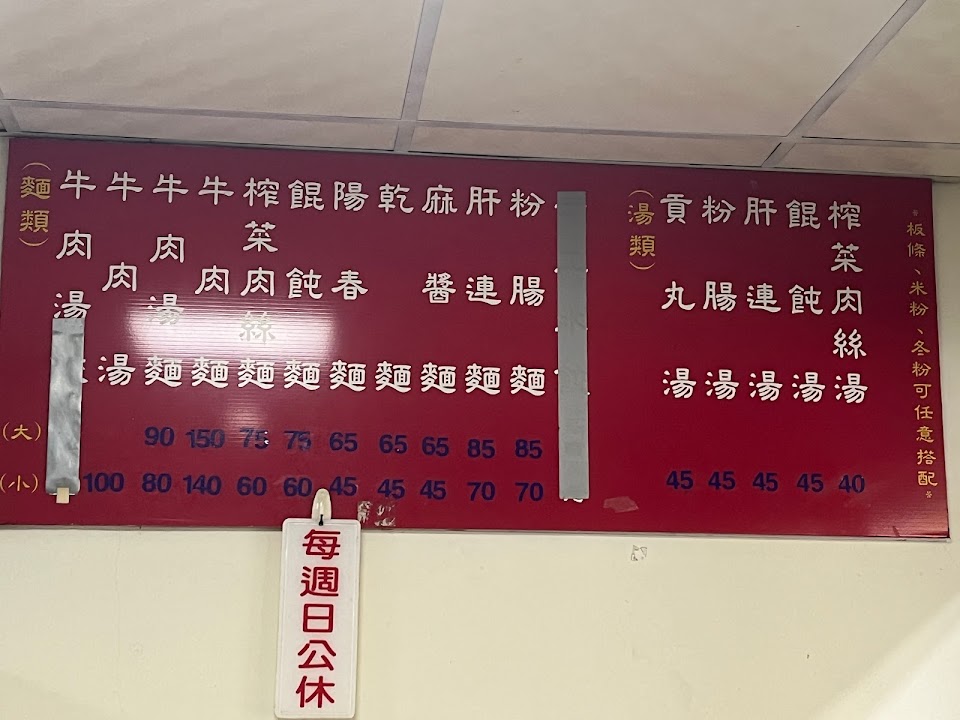 （麵類）
牛肉湯
牛肉湯
牛肉湯麵
牛肉麵
榨菜肉絲麵
餛飩麵
陽春麵
乾麵
麻醬麵
肝連麵
粉腸麵
（大） 90 150 75 75 65 65 65 85 85
（小） 100 80 140 60 60 45 45 45 70 70
（湯類）
貢丸湯
粉腸湯
肝連湯
餛飩湯
榨菜肉絲湯
45 45 45 45 40
*板條、米粉、冬粉可任意搭配*
每週日公休